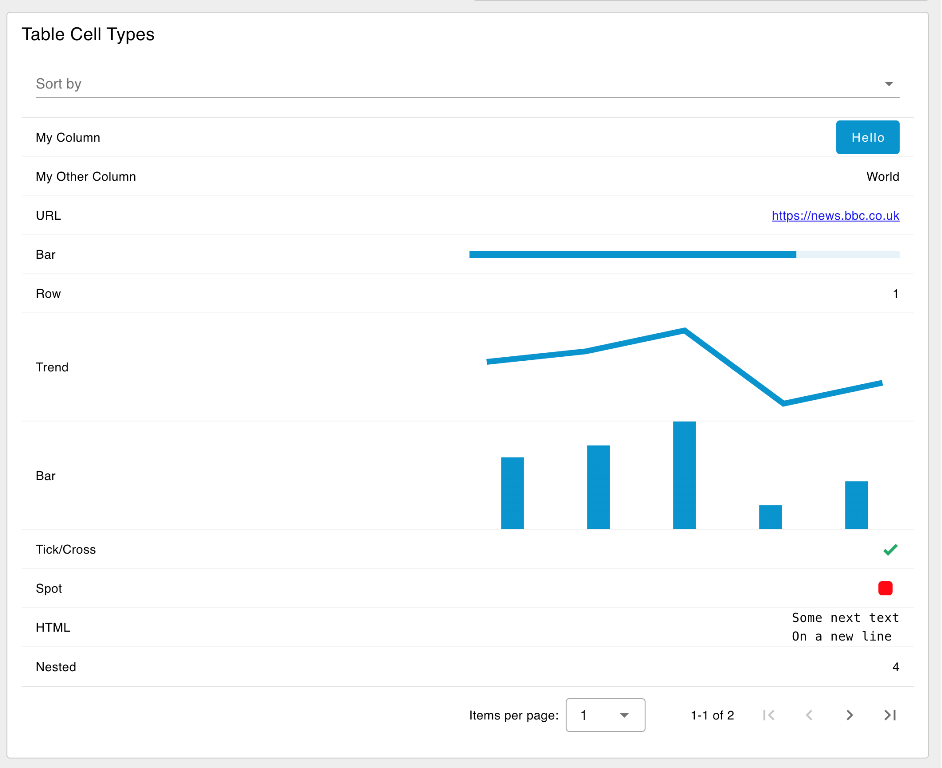 Table Cell Types
Sort by
My Column Hello
My Other Column World
URL https://news.bbc.co.uk
Bar
Row 1
Trend
Bar
Tick/Cross
Spot
HTML Some next text
On a new line
Nested 4
Items per page: 1 1-1 of 2